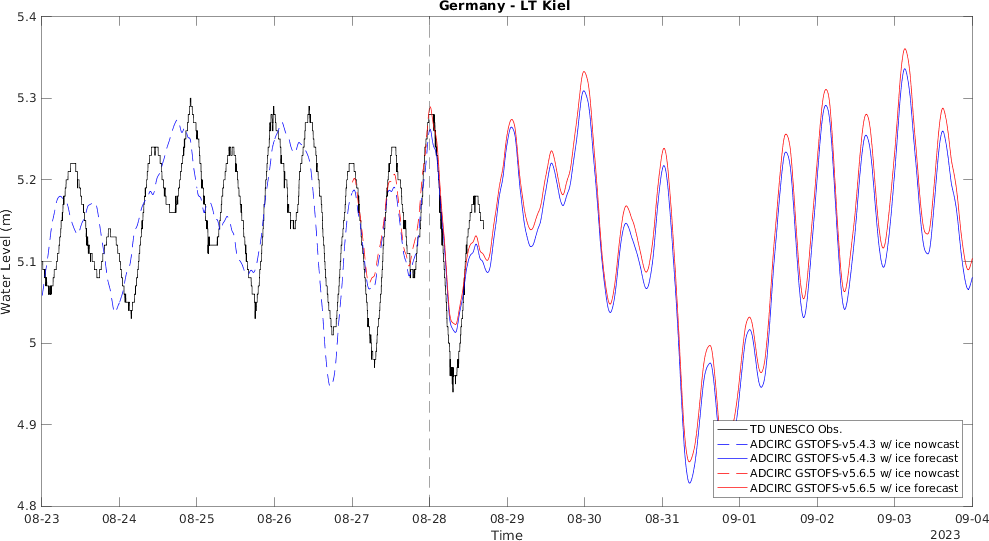 Germany - LT Kiel
5.4
5.3
5.2
5.1
5
4.9
4.8
Water Level (m)
TD UNESCO Obs.
ADCIRC GSTOFS-v5.4.3 w/ ice nowcast
ADCIRC GSTOFS-v5.4.3 w/ ice forecast
ADCIRC GSTOFS-v5.6.5 w/ ice nowcast
ADCIRC GSTOFS-v5.6.5 w/ ice forecast
08-23 08-24 08-25 08-26 08-27 08-28 08-29 08-30 08-31 09-01 09-02 09-03 09-04
Time
2023